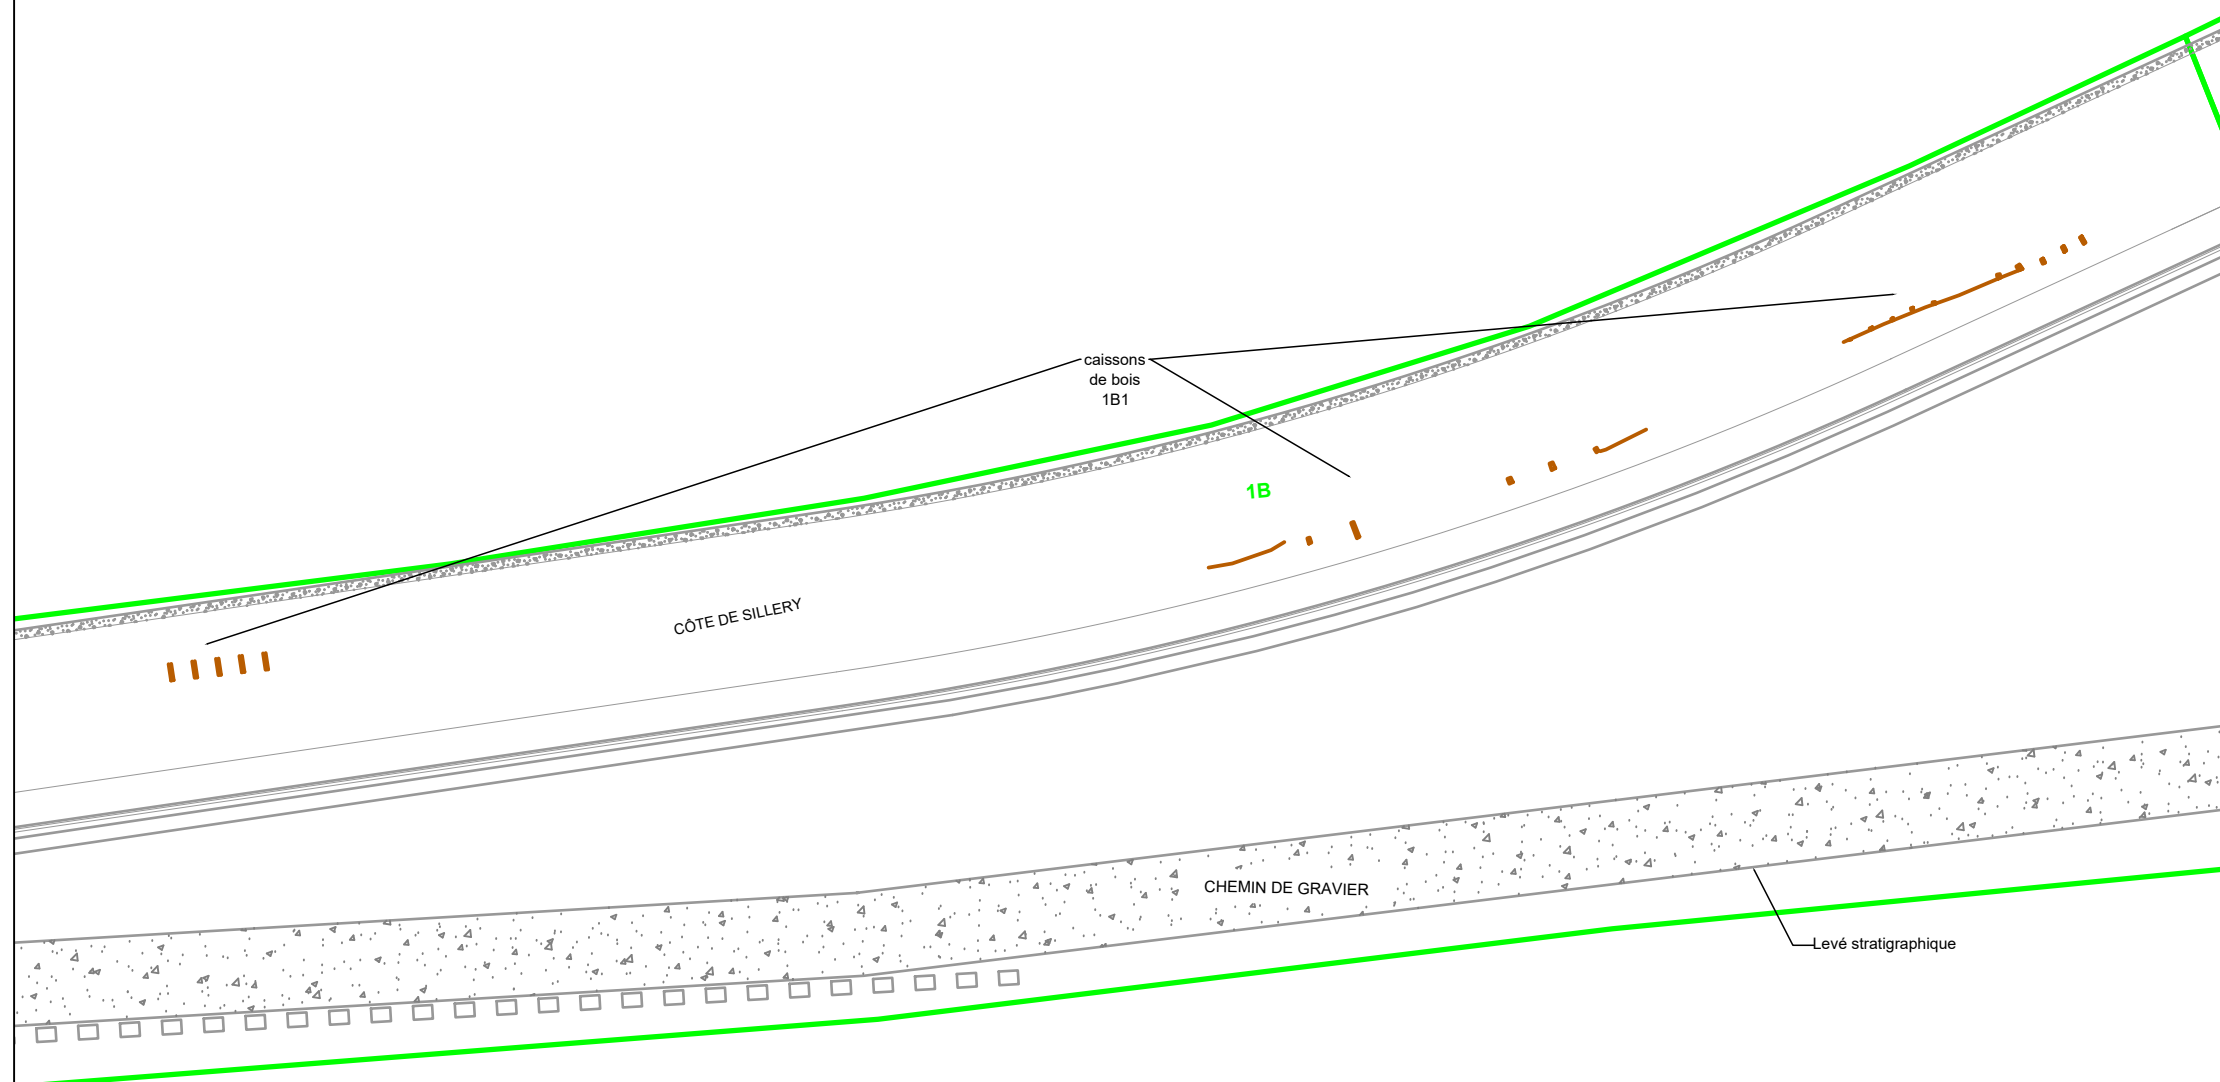 caissons
de bois
1B1
1B
CÔTE DE SILLERY
CHEMIN DE GRAVIER
Levé stratigraphique